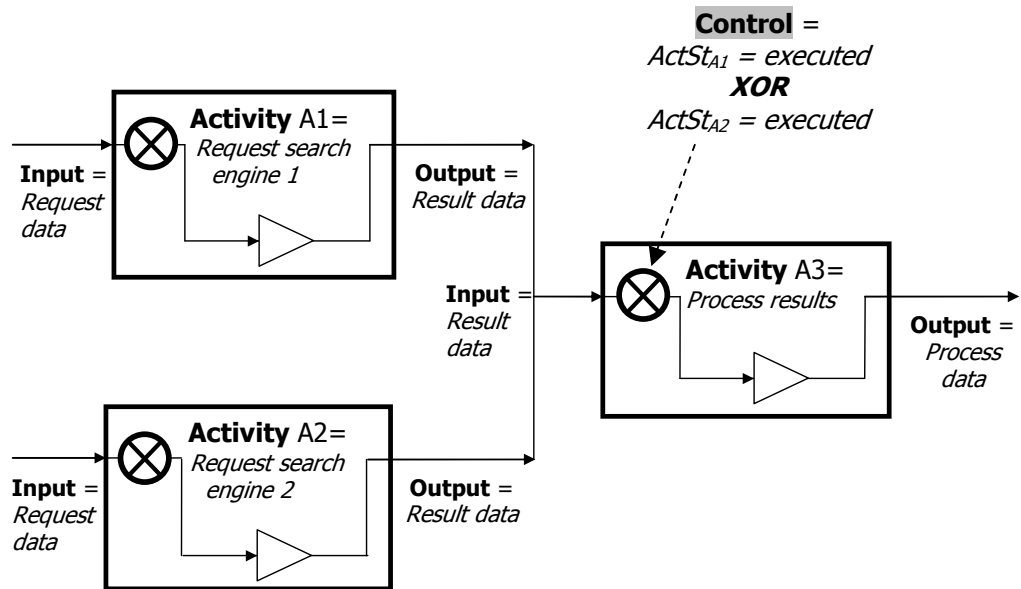 Control =
ActStA1 = executed
XOR
ActStA2 = executed
Activity A1=
Request search
engine 1
Input =
Request
data
Output =
Result data
Activity A3=
Process results
Input =
Result
data
Output =
Process
data
Activity A2=
Request search
engine 2
Input =
Request
data
Output =
Result data